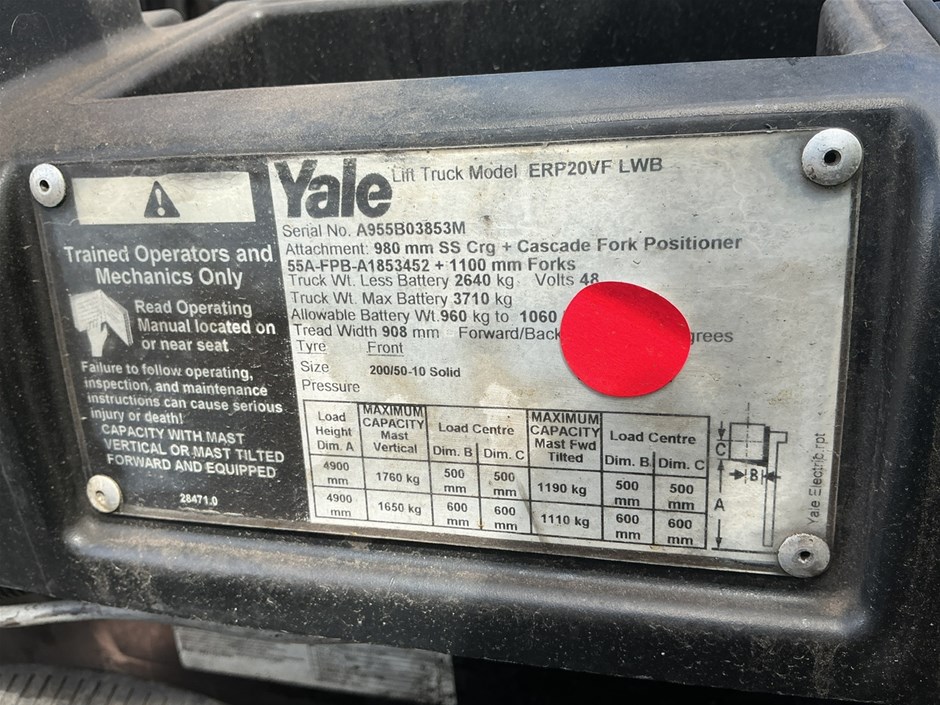 Trained Operators and
Mechanics Only
Read Operating
Manual located on
or near seat
Failure to follow operating,
inspection, and maintenance
instructions can cause serious
injury or death!
CAPACITY WITH MAST
VERTICAL OR MAST TILTED
FORWARD AND EQUIPPED
28471.0
Yale Lift Truck Model ERP20VF LWB
Serial No. A955B03853M
Attachment: 980 mm SS Crg + Cascade Fork Positioner
55A-FPB-A1853452 + 1100 mm Forks
Truck Wt. Less Battery 2640 kg Volts 48
Truck Wt. Max Battery 3710 kg
Allowable Battery Wt. 960 kg to 1060
Tread Width 908 mm Forward/Back
Tyre Front
Size 200/50-10 Solid
Pressure
Load Height Dim. A MAXIMUM CAPACITY Mast Vertical Load Centre Dim. B Dim. C MAXIMUM CAPACITY Mast Fwd Tilted Load Centre Dim. B Dim. C
4900 mm 1760 kg 500 mm 500 mm 1190 kg 500 mm 500 mm
4900 mm 1650 kg 600 mm 600 mm 1110 kg 600 mm 600 mm
C
B
A
Yale Electrib.rpt